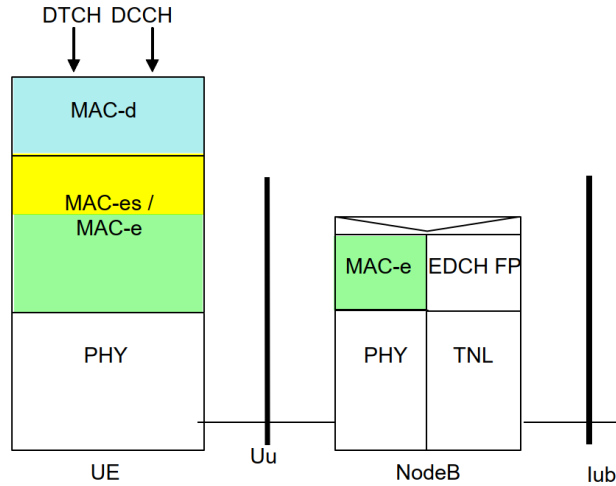 DTCH DCCH
MAC-d
MAC-es /
MAC-e
MAC-e
EDCH FP
PHY
PHY
TNL
Uu
UE
NodeB
Iub